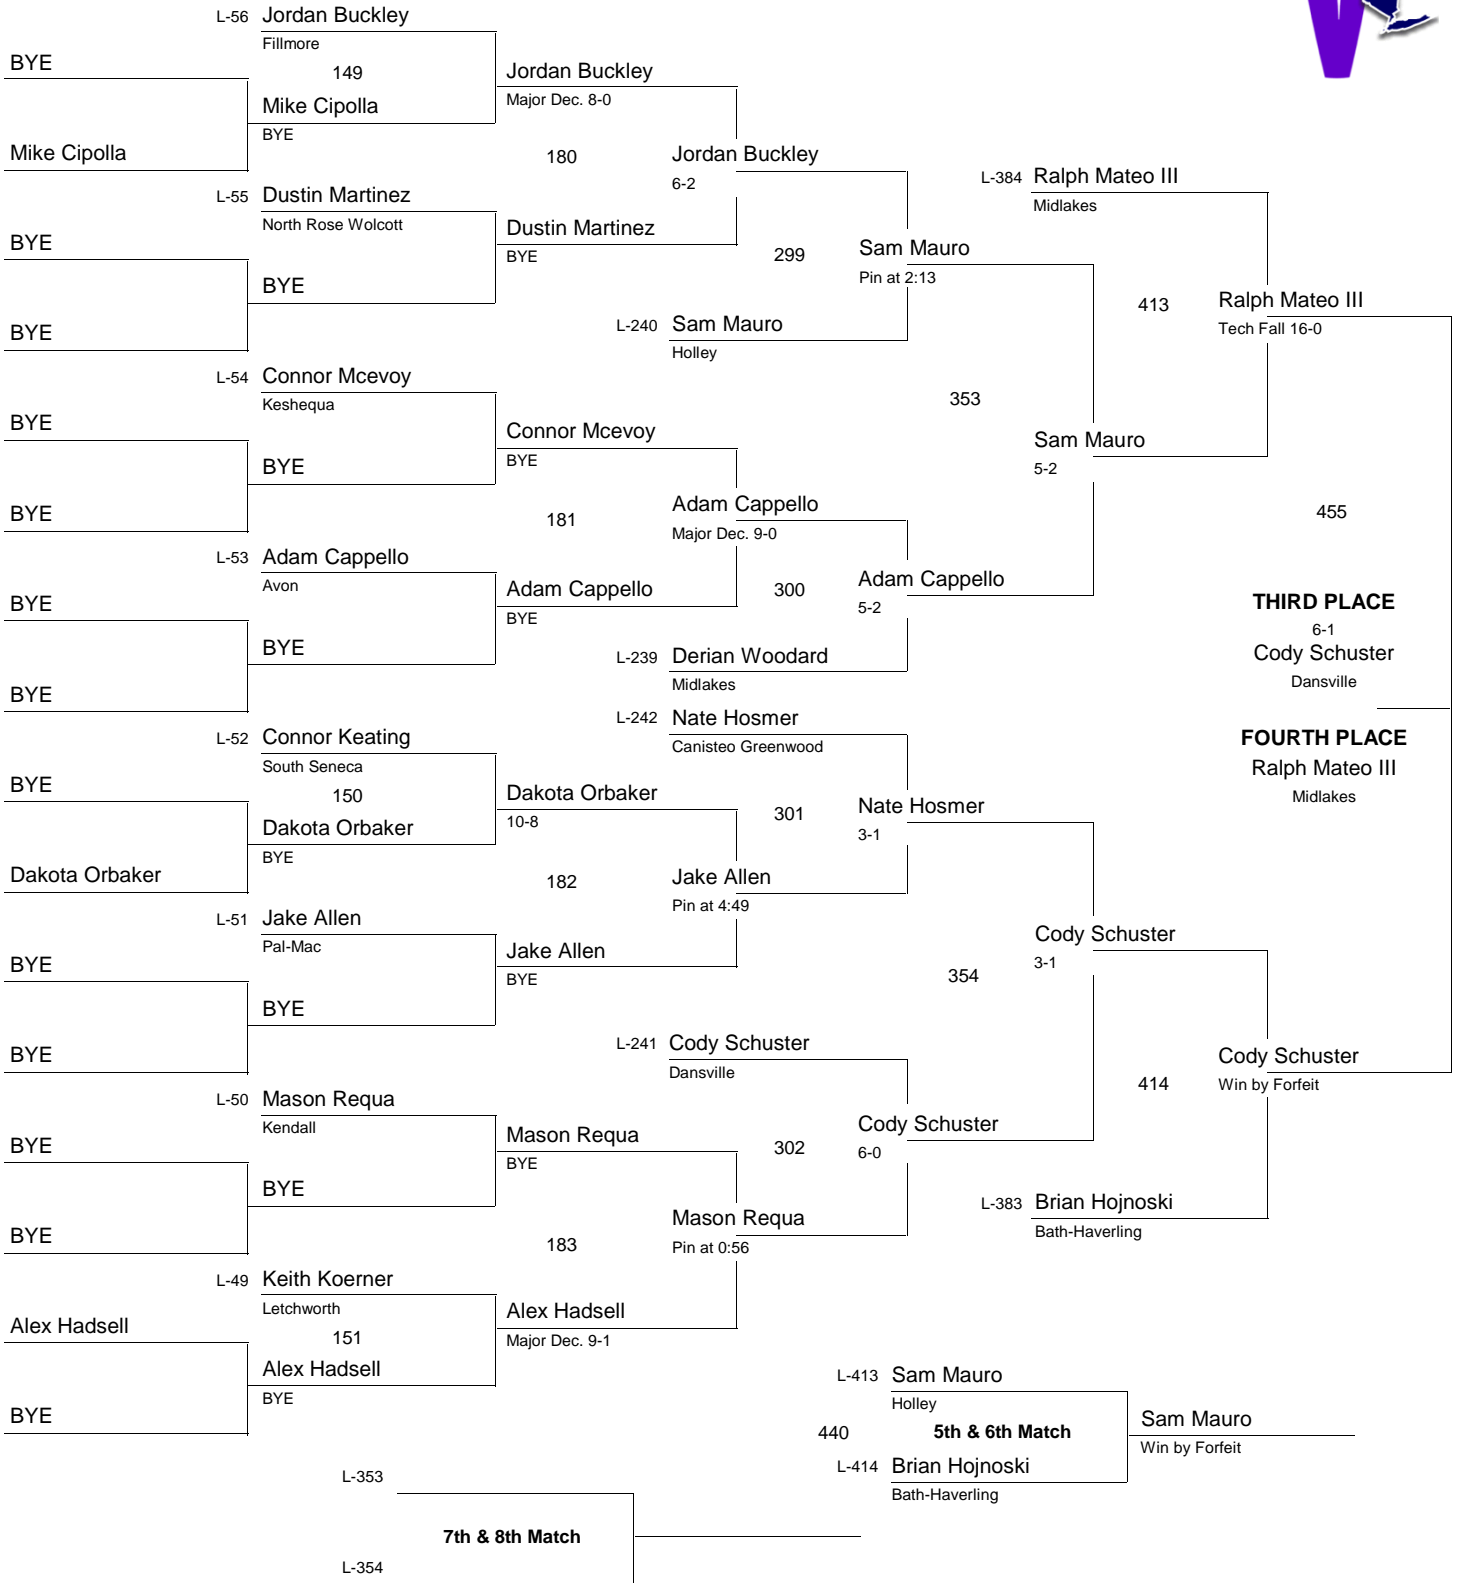 L-56 Jordan Buckley
Fillmore
BYE
149
Jordan Buckley
Major Dec. 8-0
Mike Cipolla
BYE
Mike Cipolla
180
Jordan Buckley
6-2
L-384 Ralph Mateo III
Midlakes
L-55 Dustin Martinez
North Rose Wolcott
Dustin Martinez
BYE
BYE
299
Sam Mauro
Pin at 2:13
BYE
413
Ralph Mateo III
Tech Fall 16-0
L-240 Sam Mauro
Holley
BYE
L-54 Connor Mcevoy
Keshequa
353
BYE
Connor Mcevoy
BYE
Sam Mauro
5-2
BYE
Adam Cappello
Major Dec. 9-0
BYE
181
455
L-53 Adam Cappello
Avon
Adam Cappello
BYE
300
Adam Cappello
5-2
BYE
THIRD PLACE
6-1
Cody Schuster
Dansville
BYE
L-239 Derian Woodard
Midlakes
BYE
L-242 Nate Hosmer
Canisteo Greenwood
L-52 Connor Keating
South Seneca
FOURTH PLACE
Ralph Mateo III
Midlakes
BYE
150
Dakota Orbaker
10-8
301
Nate Hosmer
3-1
Dakota Orbaker
BYE
Dakota Orbaker
182
Jake Allen
Pin at 4:49
L-51 Jake Allen
Pal-Mac
Cody Schuster
3-1
BYE
Jake Allen
BYE
354
BYE
L-241 Cody Schuster
Dansville
BYE
Cody Schuster
Win by Forfeit
414
L-50 Mason Requa
Kendall
Cody Schuster
6-0
BYE
Mason Requa
BYE
302
BYE
L-383 Brian Hojnoski
Bath-Haverling
Mason Requa
Pin at 0:56
BYE
183
L-49 Keith Koerner
Letchworth
Alex Hadsell
151
Alex Hadsell
Major Dec. 9-1
Alex Hadsell
BYE
L-413 Sam Mauro
Holley
BYE
440
5th & 6th Match
Sam Mauro
Win by Forfeit
L-414 Brian Hojnoski
Bath-Haverling
L-353
7th & 8th Match
L-354